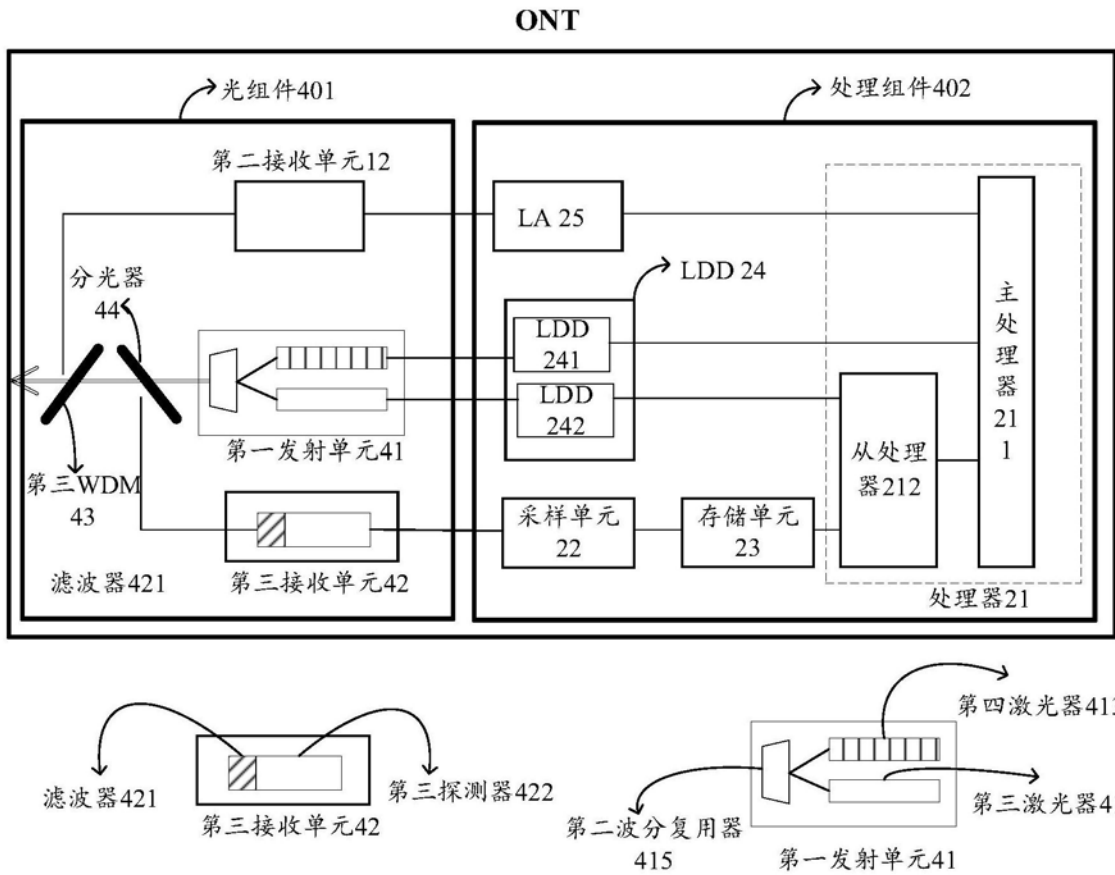 ONT
光组件401
处理组件402
第二接收单元12
LA 25
LDD 24
分光器
44
LDD
241
LDD
242
主
处
理
器
21
1
第一发射单元41
从处理
器212
第三WDM
43
采样单元
22
存储单元
23
滤波器421
第三接收单元42
处理器21
第四激光器413
滤波器421
第三探测器422
第三激光器4
第三接收单元42
第二波分复用器
415
第一发射单元41